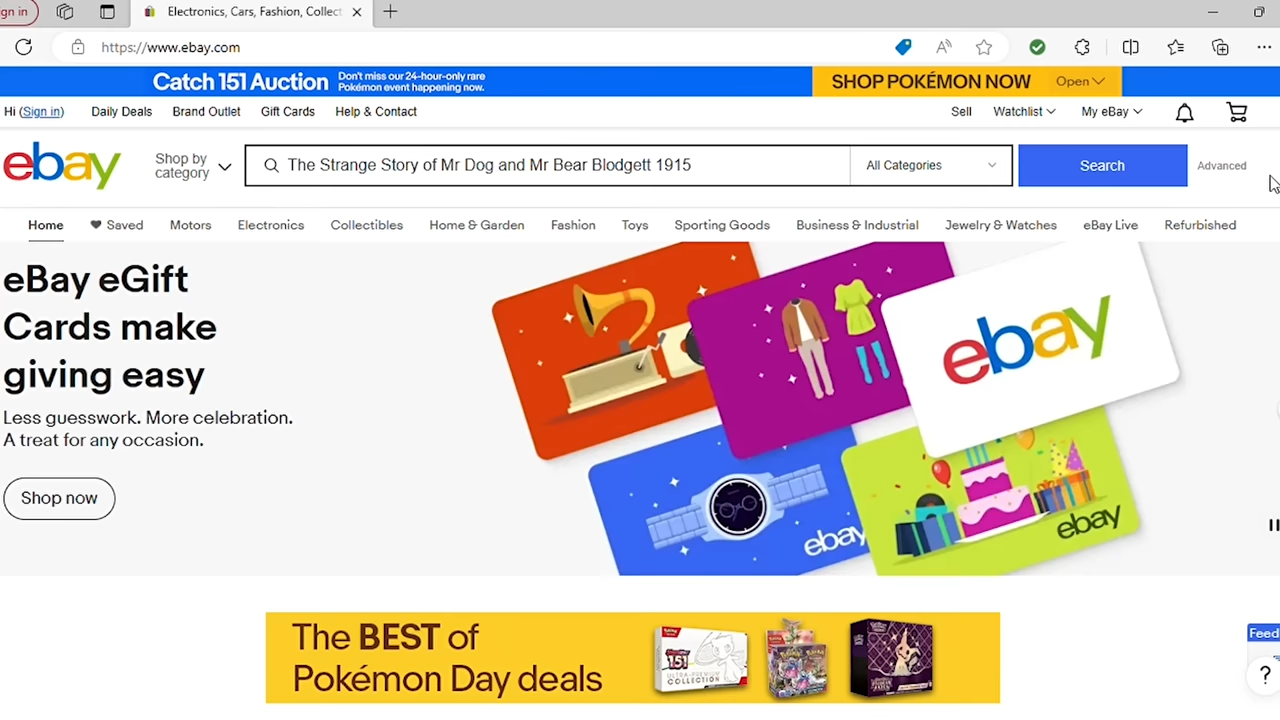 gn in
Electronics, Cars, Fashion, Collect
https://www.ebay.com
Catch 151 Auction
Don't miss our 24-hour-only rare
Pokémon event happening now.
SHOP POKÉMON NOW
Open
Hi (Sign in)
Daily Deals
Brand Outlet
Gift Cards
Help & Contact
Sell
Watchlist
My eBay
ebay
Shop by
category
The Strange Story of Mr Dog and Mr Bear Blodgett 1915
All Categories
Search
Advanced
Home
Saved
Motors
Electronics
Collectibles
Home & Garden
Fashion
Toys
Sporting Goods
Business & Industrial
Jewelry & Watches
eBay Live
Refurbished
eBay eGift
Cards make
giving easy
Less guesswork. More celebration.
A treat for any occasion.
Shop now
ebay
ebay
ebay
The BEST of
Pokémon Day deals
151
ULTRA-PREMIUM
COLLECTION
Feed
?